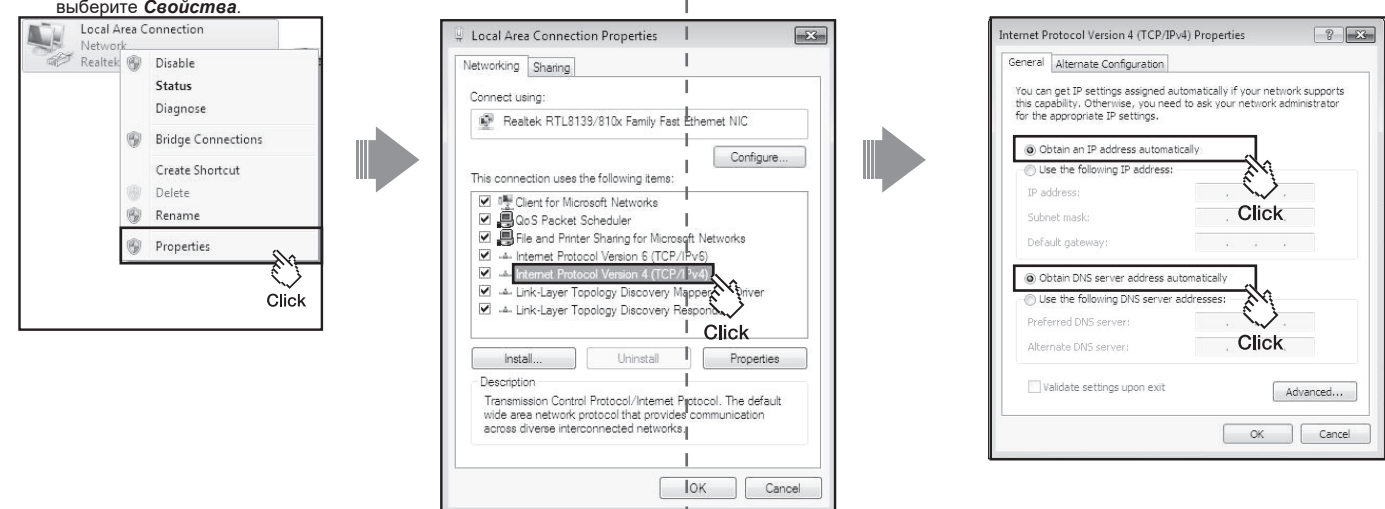 выберите Свойства.
Local Area Connection
Network
Realtek
Disable
Status
Diagnose
Bridge Connections
Create Shortcut
Delete
Rename
Properties
Click
Local Area Connection Properties
Networking
Sharing
Connect using:
Realtek RTL8139/810x Family Fast Ethernet NIC
Configure...
This connection uses the following items:
Client for Microsoft Networks
QoS Packet Scheduler
File and Printer Sharing for Microsoft Networks
Internet Protocol Version 6 (TCP/IPv6)
Internet Protocol Version 4 (TCP/IPv4)
Link-Layer Topology Discovery Mapper Driver
Link-Layer Topology Discovery
Click
Install...
Uninstall
Properties
Description
Transmission Control Protocol/Internet Protocol. The default
wide area network protocol that provides communication
across diverse interconnected networks.
OK
Cancel
Internet Protocol Version 4 (TCP/IPv4) Properties
General
Alternate Configuration
You can get IP settings assigned automatically if your network supports
this capability. Otherwise, you need to ask your network administrator
for the appropriate IP settings.
Obtain an IP address automatically
Use the following IP address:
IP address:
Subnet mask:
Click
Default gateway:
Obtain DNS server address automatically
Use the following DNS server addresses:
Preferred DNS server:
Alternate DNS server:
Click
Validate settings upon exit
Advanced...
OK
Cancel